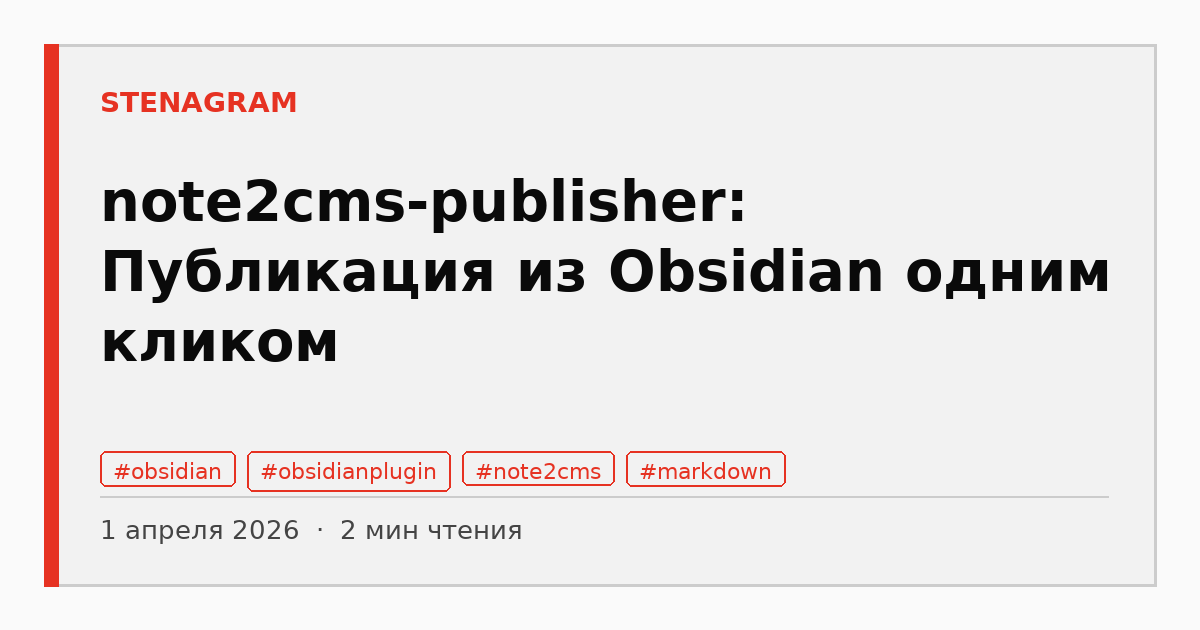 STENAGRAM
note2cms-publisher:
Публикация из Obsidian одним
кликом
#obsidian #obsidianplugin #note2cms #markdown
1 апреля 2026 · 2 мин чтения